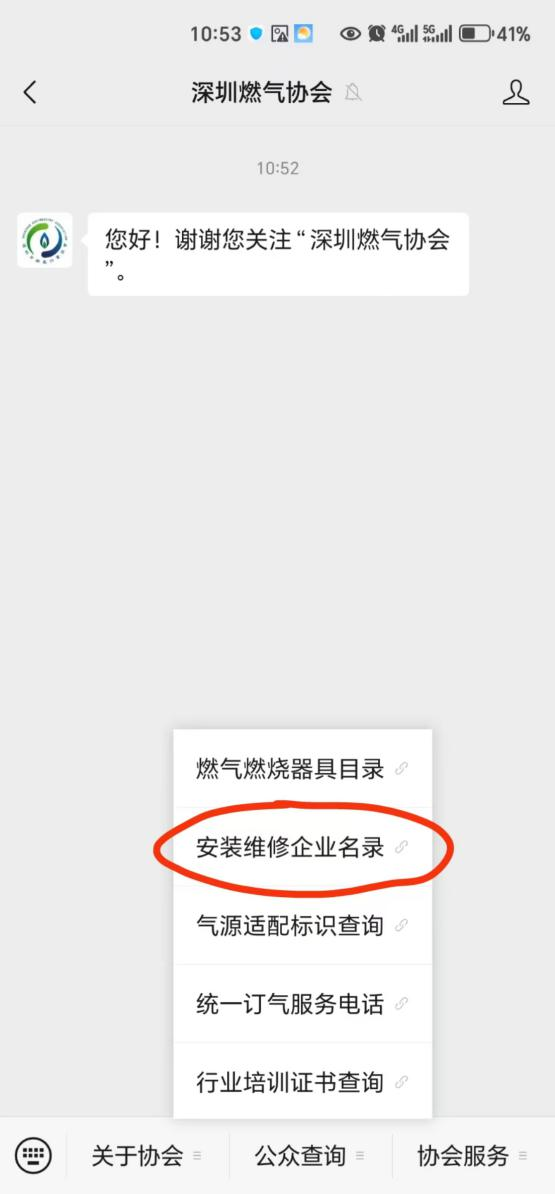 10:53 4G 5G 41%
深圳燃气协会
10:52
您好！谢谢您关注“深圳燃气协会
”。
燃气燃烧器具目录
安装维修企业名录
气源适配标识查询
统一订气服务电话
行业培训证书查询
关于协会 公众查询 协会服务